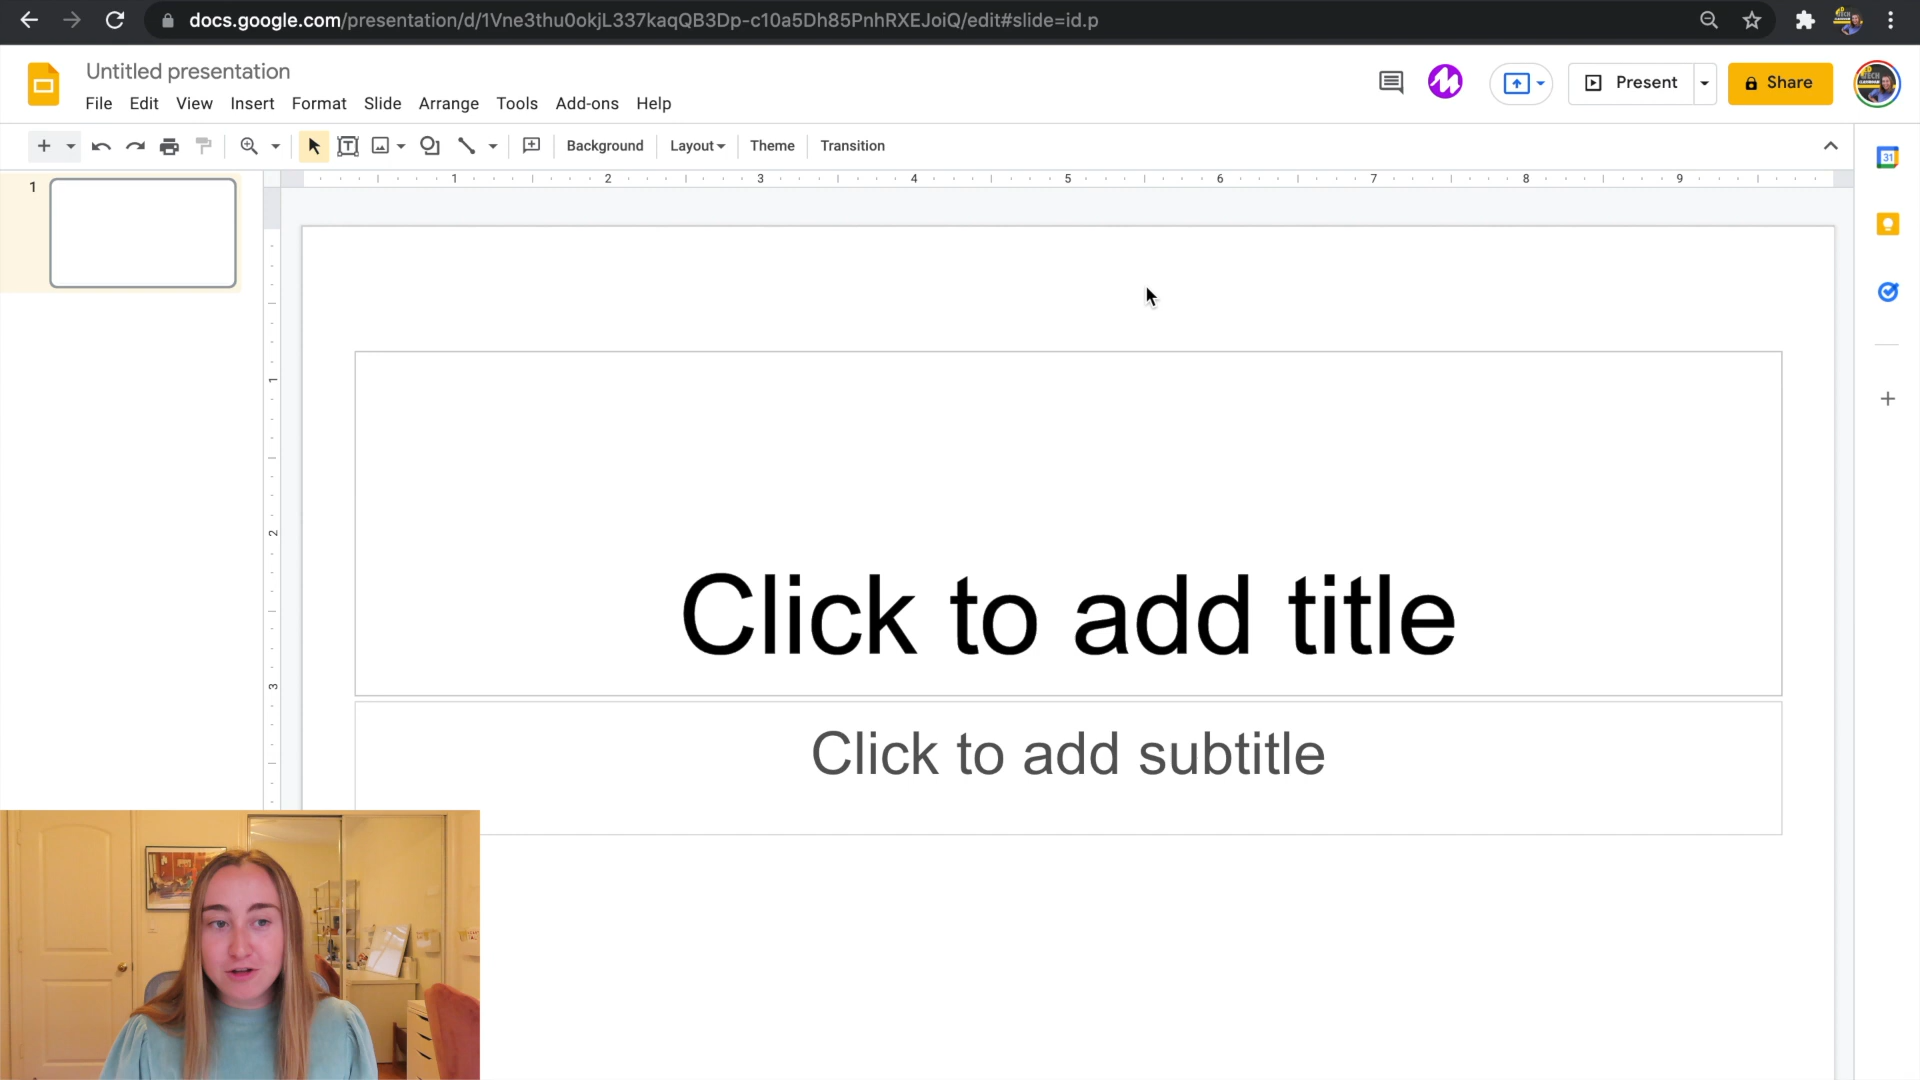 docs.google.com/presentation/d/1Vne3thu0okjL337kaqQB3Dp-c10a5Dh85PnhRXEJoiQ/edit#slide=id.p
Untitled presentation
File Edit View Insert Format Slide Arrange Tools Add-ons Help
Present
Share
Background Layout Theme Transition
31
1 2 3 4 5 6 7 8 9
1
1
2
3
Click to add title
Click to add subtitle